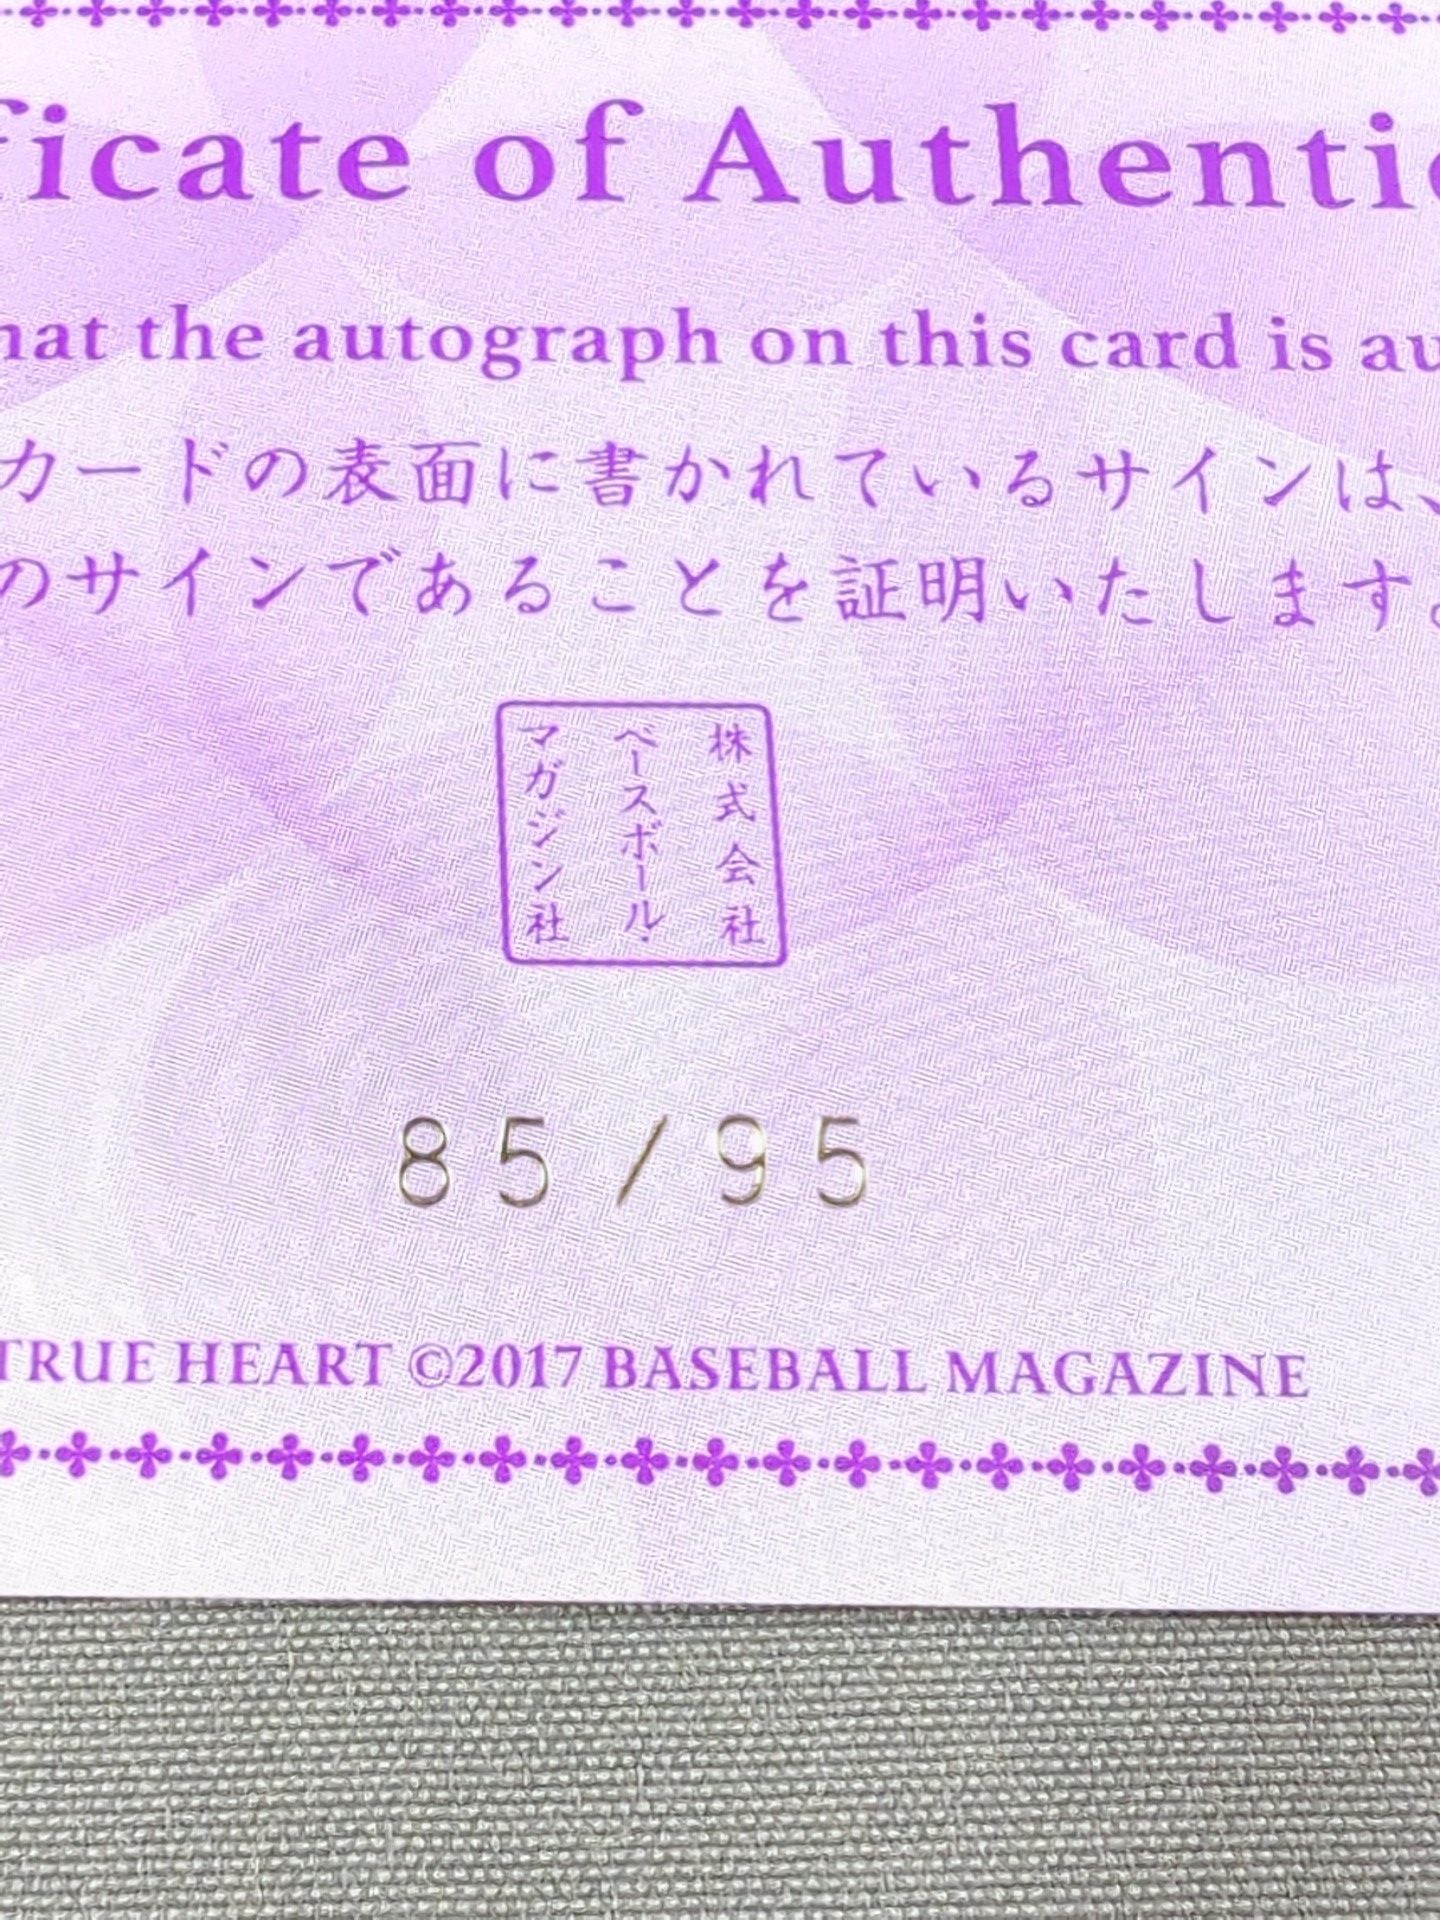 ficate of Authentic
hat the autograph on this card is au
カードの表面に書かれているサインは、
のサインであることを証明いたします。
株式会社
ベースボール・
マガジン社
85/95
TRUE HEART ©2017 BASEBALL MAGAZINE